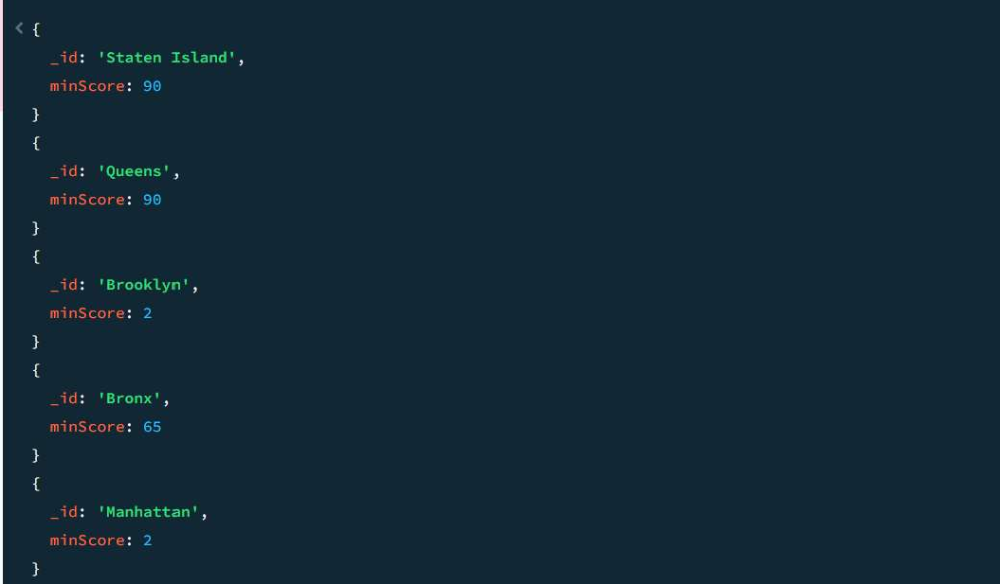 {
  _id: 'Staten Island',
  minScore: 90
}
{
  _id: 'Queens',
  minScore: 90
}
{
  _id: 'Brooklyn',
  minScore: 2
}
{
  _id: 'Bronx',
  minScore: 65
}
{
  _id: 'Manhattan',
  minScore: 2
}